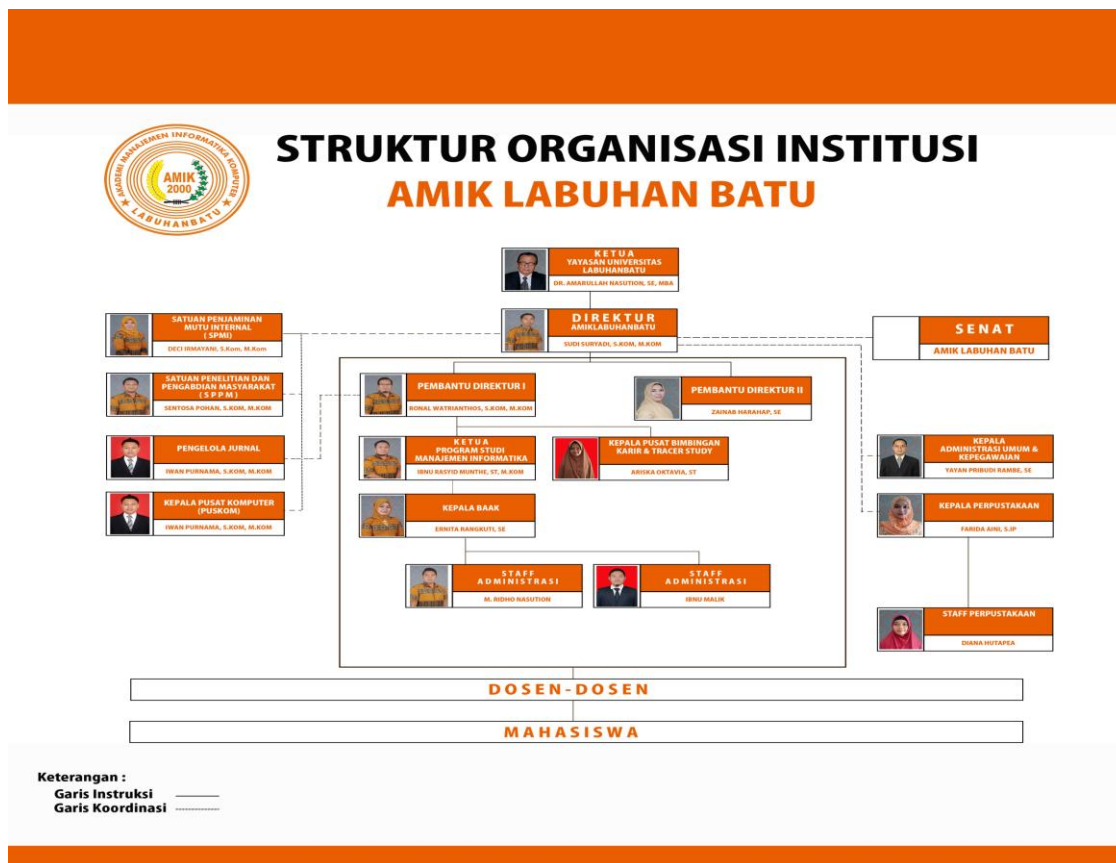 AKADEMI MANAJEMEN INFORMATIKA KOMPUTER
AMIK
2000
LABUHANBATU
STRUKTUR ORGANISASI INSTITUSI
AMIK LABUHAN BATU
KETUA
YAYASAN UNIVERSITAS
LABUHANBATU
DR. AMARULLAH NASUTION, SE, MBA
DIREKTUR
AMIKLABUHANBATU
SUDI SURYADI, S.KOM, M.KOM
SATUAN PENJAMINAN
MUTU INTERNAL
( SPMI )
DECI IRMAYANI, S.Kom, M.Kom
SENAT
AMIK LABUHAN BATU
SATUAN PENELITIAN DAN
PENGABDIAN MASYARAKAT
( S P P M )
SENTOSA POHAN, S.KOM, M.KOM
PEMBANTU DIREKTUR I
RONAL WATRIANTHOS, S.KOM, M.KOM
PEMBANTU DIREKTUR II
ZAINAB HARAHAP, SE
PENGELOLA JURNAL
IWAN PURNAMA, S.KOM, M.KOM
KETUA
PROGRAM STUDI
MANAJEMEN INFORMATIKA
IBNU RASYID MUNTHE, ST, M.KOM
KEPALA PUSAT BIMBINGAN
KARIR & TRACER STUDY
ARISKA OKTAVIA, ST
KEPALA
ADMINISTRASI UMUM &
KEPEGAWAIAN
YAYAN PRIBUDI RAMBE, SE
KEPALA PUSAT KOMPUTER
(PUSKOM)
IWAN PURNAMA, S.KOM, M.KOM
KEPALA BAAK
ERNITA RANGKUTI, SE
KEPALA PERPUSTAKAAN
FARIDA AINI, S.IP
STAFF
ADMINISTRASI
M. RIDHO NASUTION
STAFF
ADMINISTRASI
IBNU MALIK
STAFF PERPUSTAKAAN
DIANA HUTAPEA
DOSEN-DOSEN
MAHASISWA
Keterangan :
Garis Instruksi
Garis Koordinasi